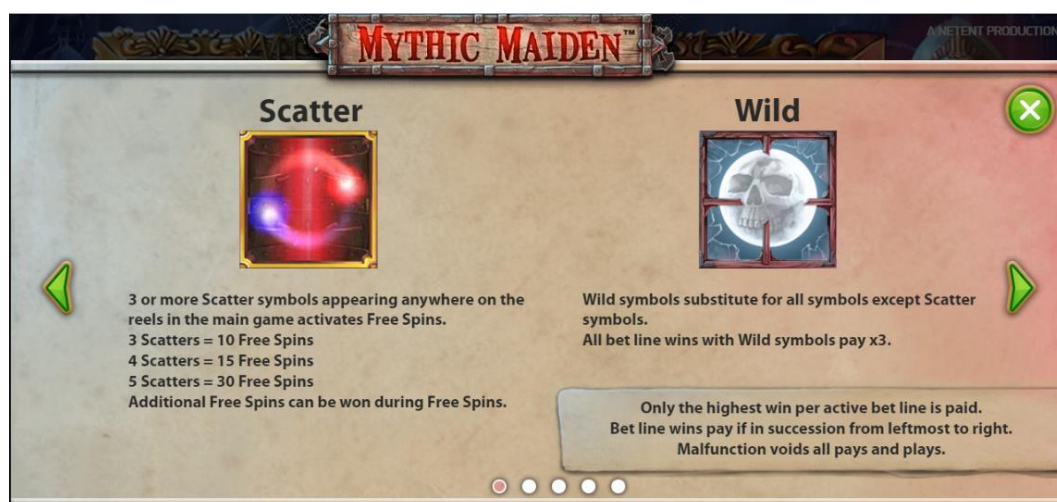 MYTHIC MAIDEN™
A NETENT PRODUCTION
Scatter
3 or more Scatter symbols appearing anywhere on the
reels in the main game activates Free Spins.
3 Scatters = 10 Free Spins
4 Scatters = 15 Free Spins
5 Scatters = 30 Free Spins
Additional Free Spins can be won during Free Spins.
Wild
Wild symbols substitute for all symbols except Scatter
symbols.
All bet line wins with Wild symbols pay x3.
Only the highest win per active bet line is paid.
Bet line wins pay if in succession from leftmost to right.
Malfunction voids all pays and plays.